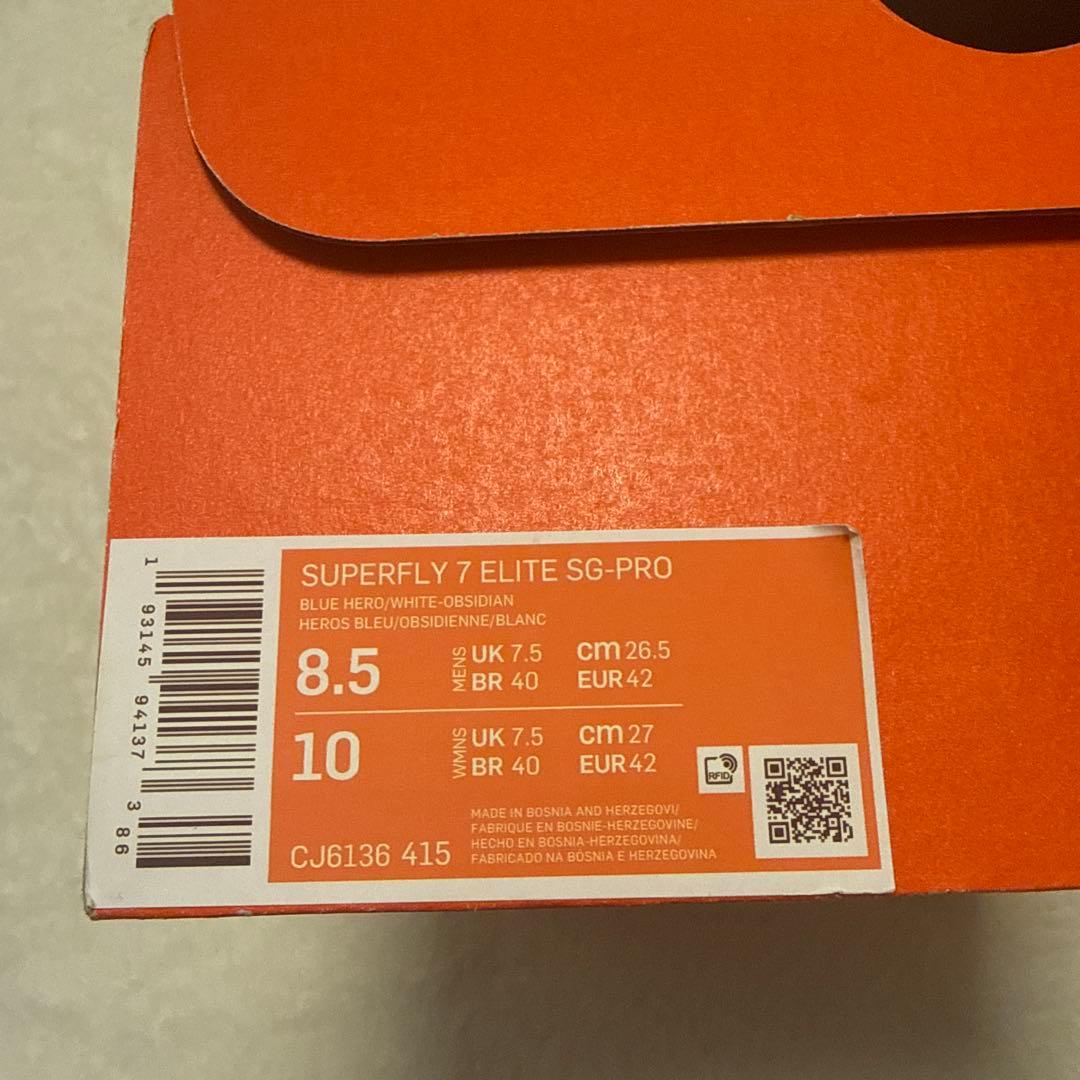 SUPERFLY 7 ELITE SG-PRO
BLUE HERO/WHITE-OBSIDIAN
HEROS BLEU/OBSIDIENNE/BLANC
8.5 MENS UK 7.5 cm 26.5
BR 40 EUR 42
10 WMNS UK 7.5 cm 27
BR 40 EUR 42
RFID
MADE IN BOSNIA AND HERZEGOVI/
FABRIQUE EN BOSNIE-HERZEGOVINE/
HECHO EN BOSNIA-HERZEGOVINA/
FABRICADO NA BÓSNIA E HERZEGOVINA
CJ6136 415
1 93145 94137 3 86